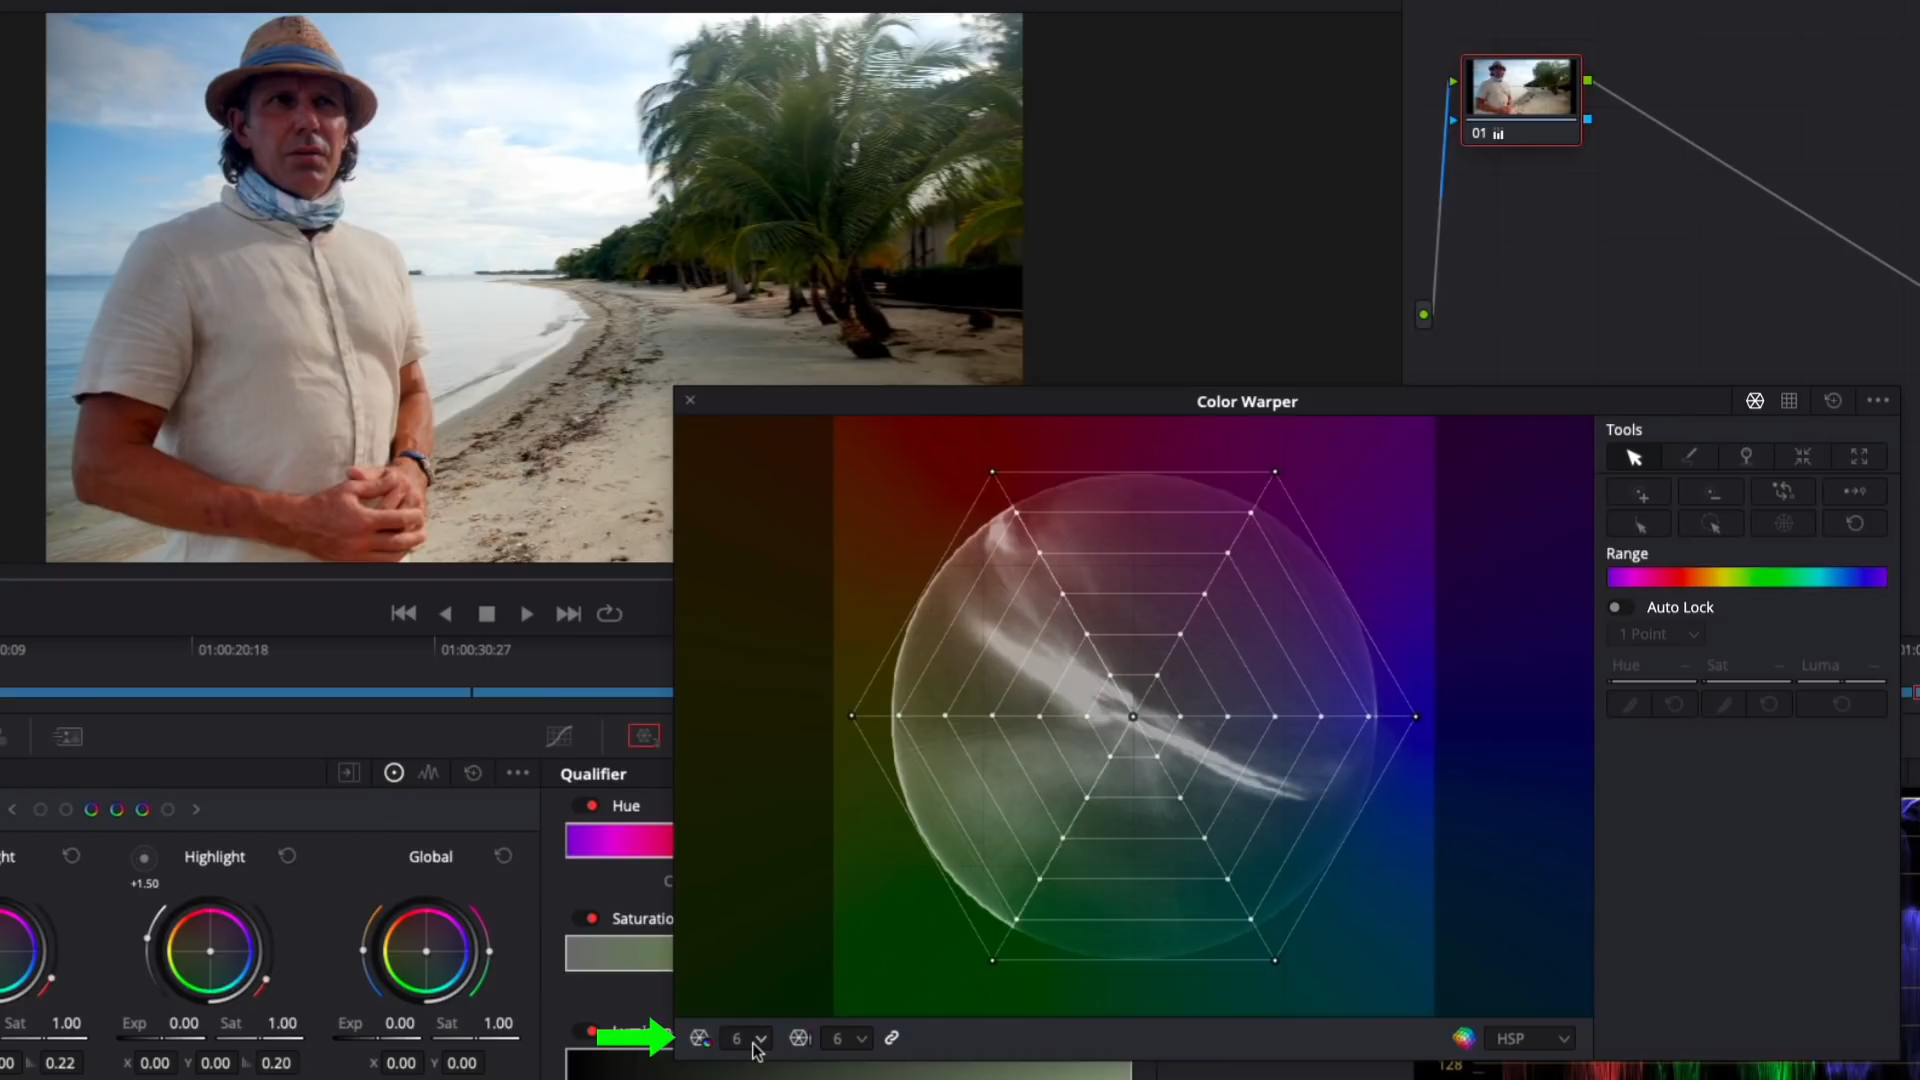 01
Color Warper
Tools
Range
Auto Lock
1 Point
Hue
Sat
Luma
0:09
01:00:20:18
01:00:30:27
Qualifier
Hue
Saturatio
ht
Highlight
Global
+1.50
Sat 1.00
Exp 0.00 Sat 1.00
Exp 0.00 Sat 1.00
00 0.22
X 0.00 Y 0.00 0.20
X 0.00 Y 0.00
6
6
HSP
128